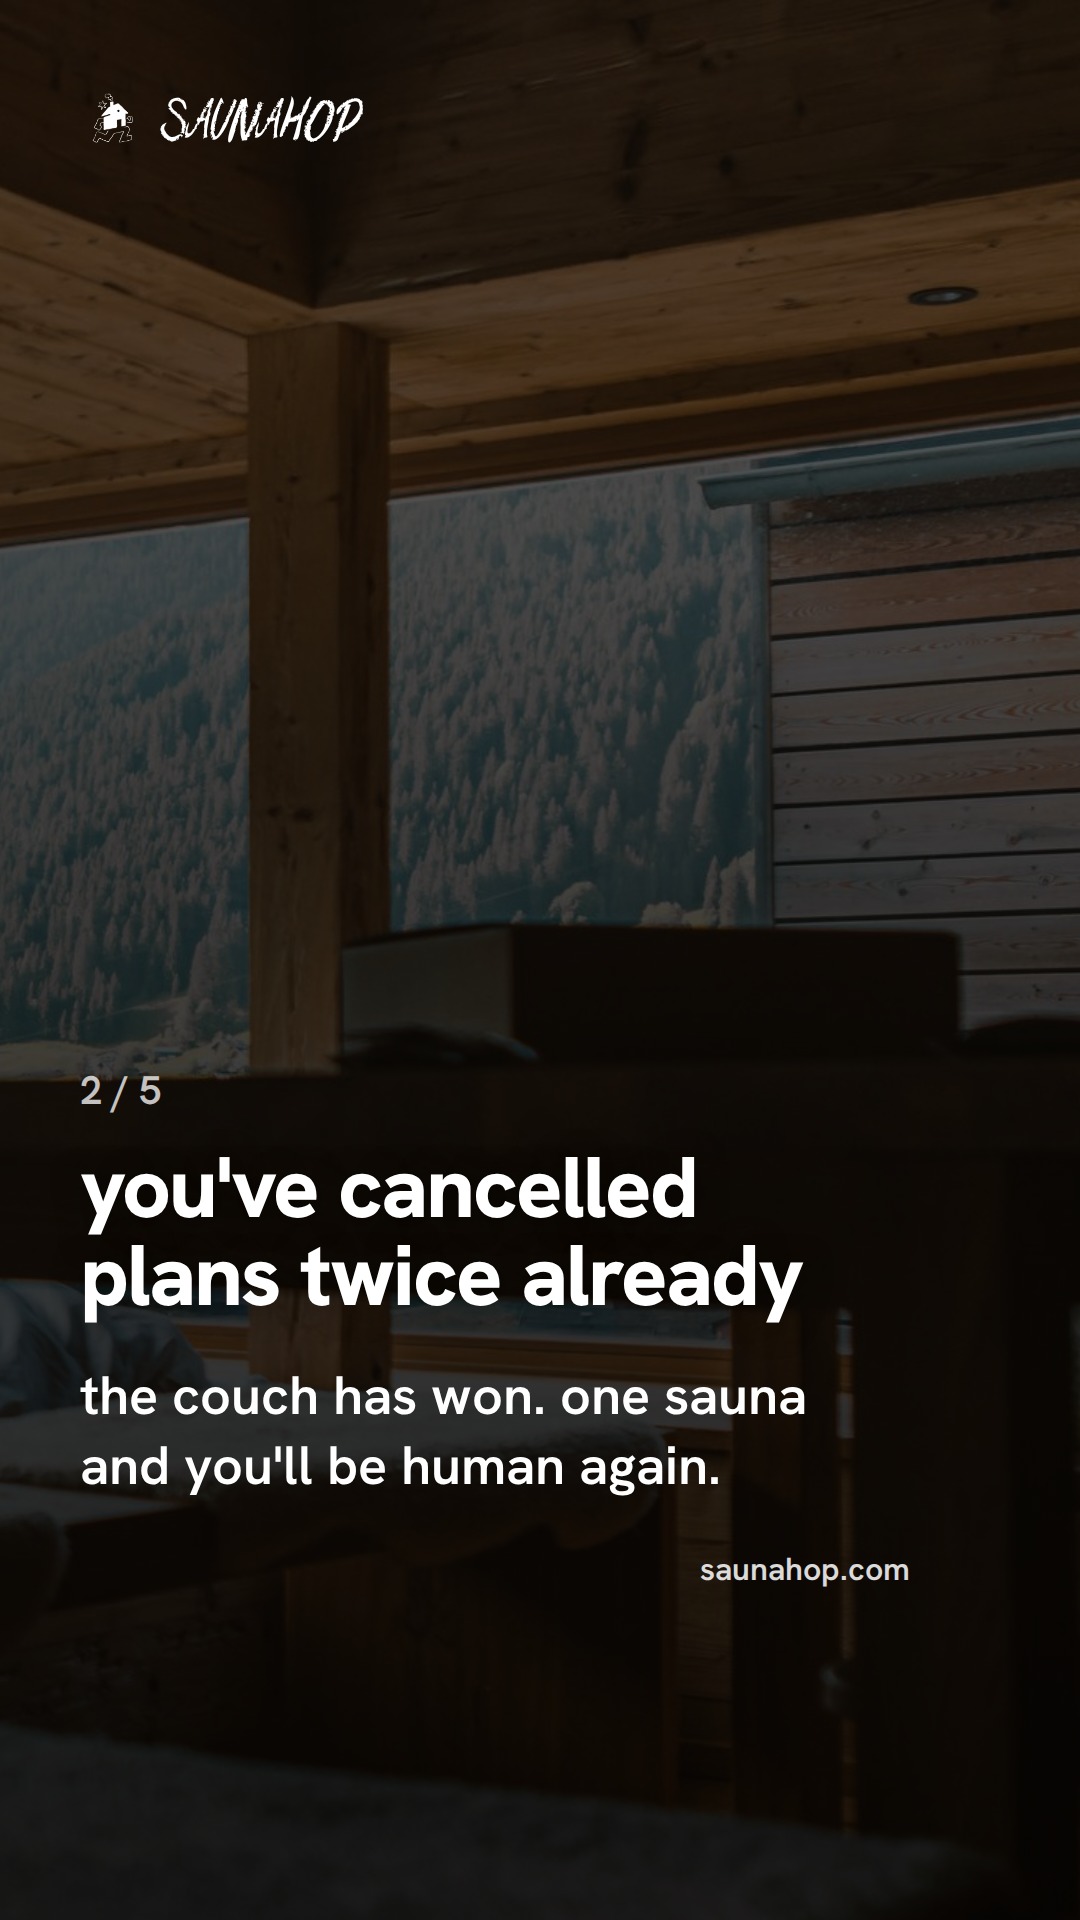 SAUNAHOP
2 / 5
you've cancelled
plans twice already
the couch has won. one sauna
and you'll be human again.
saunahop.com